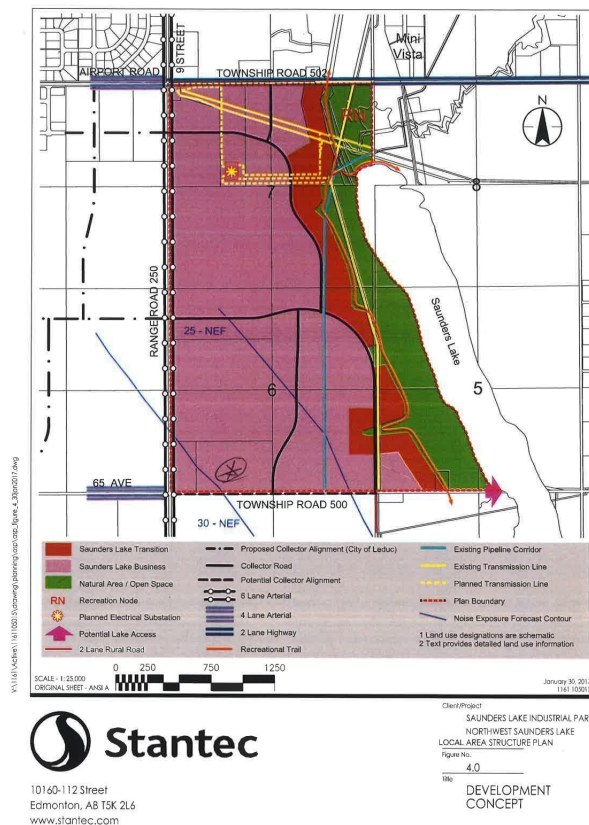 9 STREET
Mini
Vista
AIRPORT ROAD
TOWNSHIP ROAD 502
N
RN
7
8
RANGE ROAD 250
25 - NEF
Saunders Lake
6
5
65 AVE
TOWNSHIP ROAD 500
30 - NEF
Saunders Lake Transition
Saunders Lake Business
Natural Area / Open Space
RN Recreation Node
Planned Electrical Substation
Potential Lake Access
2 Lane Rural Road
Proposed Collector Alignment (City of Leduc)
Collector Road
Potential Collector Alignment
6 Lane Arterial
4 Lane Arterial
2 Lane Highway
Recreational Trail
Existing Pipeline Corridor
Existing Transmission Line
Planned Transmission Line
Plan Boundary
Noise Exposure Forecast Contour
1 Land use designations are schematic
2 Text provides detailed land use information
SCALE - 1:25,000
ORIGINAL SHEET - ANSI A
0 250 750 1250
January 30, 2017
Stantec
10160-112 Street
Edmonton, AB T5K 2L6
www.stantec.com
Client/Project
SAUNDERS LAKE INDUSTRIAL PAR
NORTHWEST SAUNDERS LAKE
LOCAL AREA STRUCTURE PLAN
Figure No.
4.0
Title
DEVELOPMENT
CONCEPT